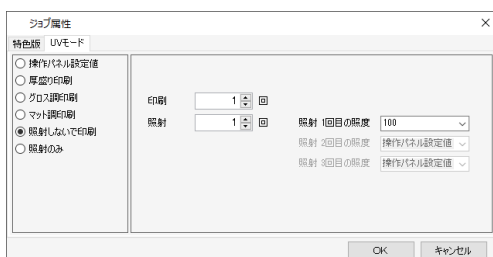 ジョブ属性
特色版 UVモード
操作パネル設定値
厚盛り印刷
グロス調印刷
マット調印刷
照射しないで印刷
照射のみ
印刷 1 回
照射 1 回 照射 1回目の照度 100
照射 2回目の照度 操作パネル設定値
照射 3回目の照度 操作パネル設定値
OK キャンセル